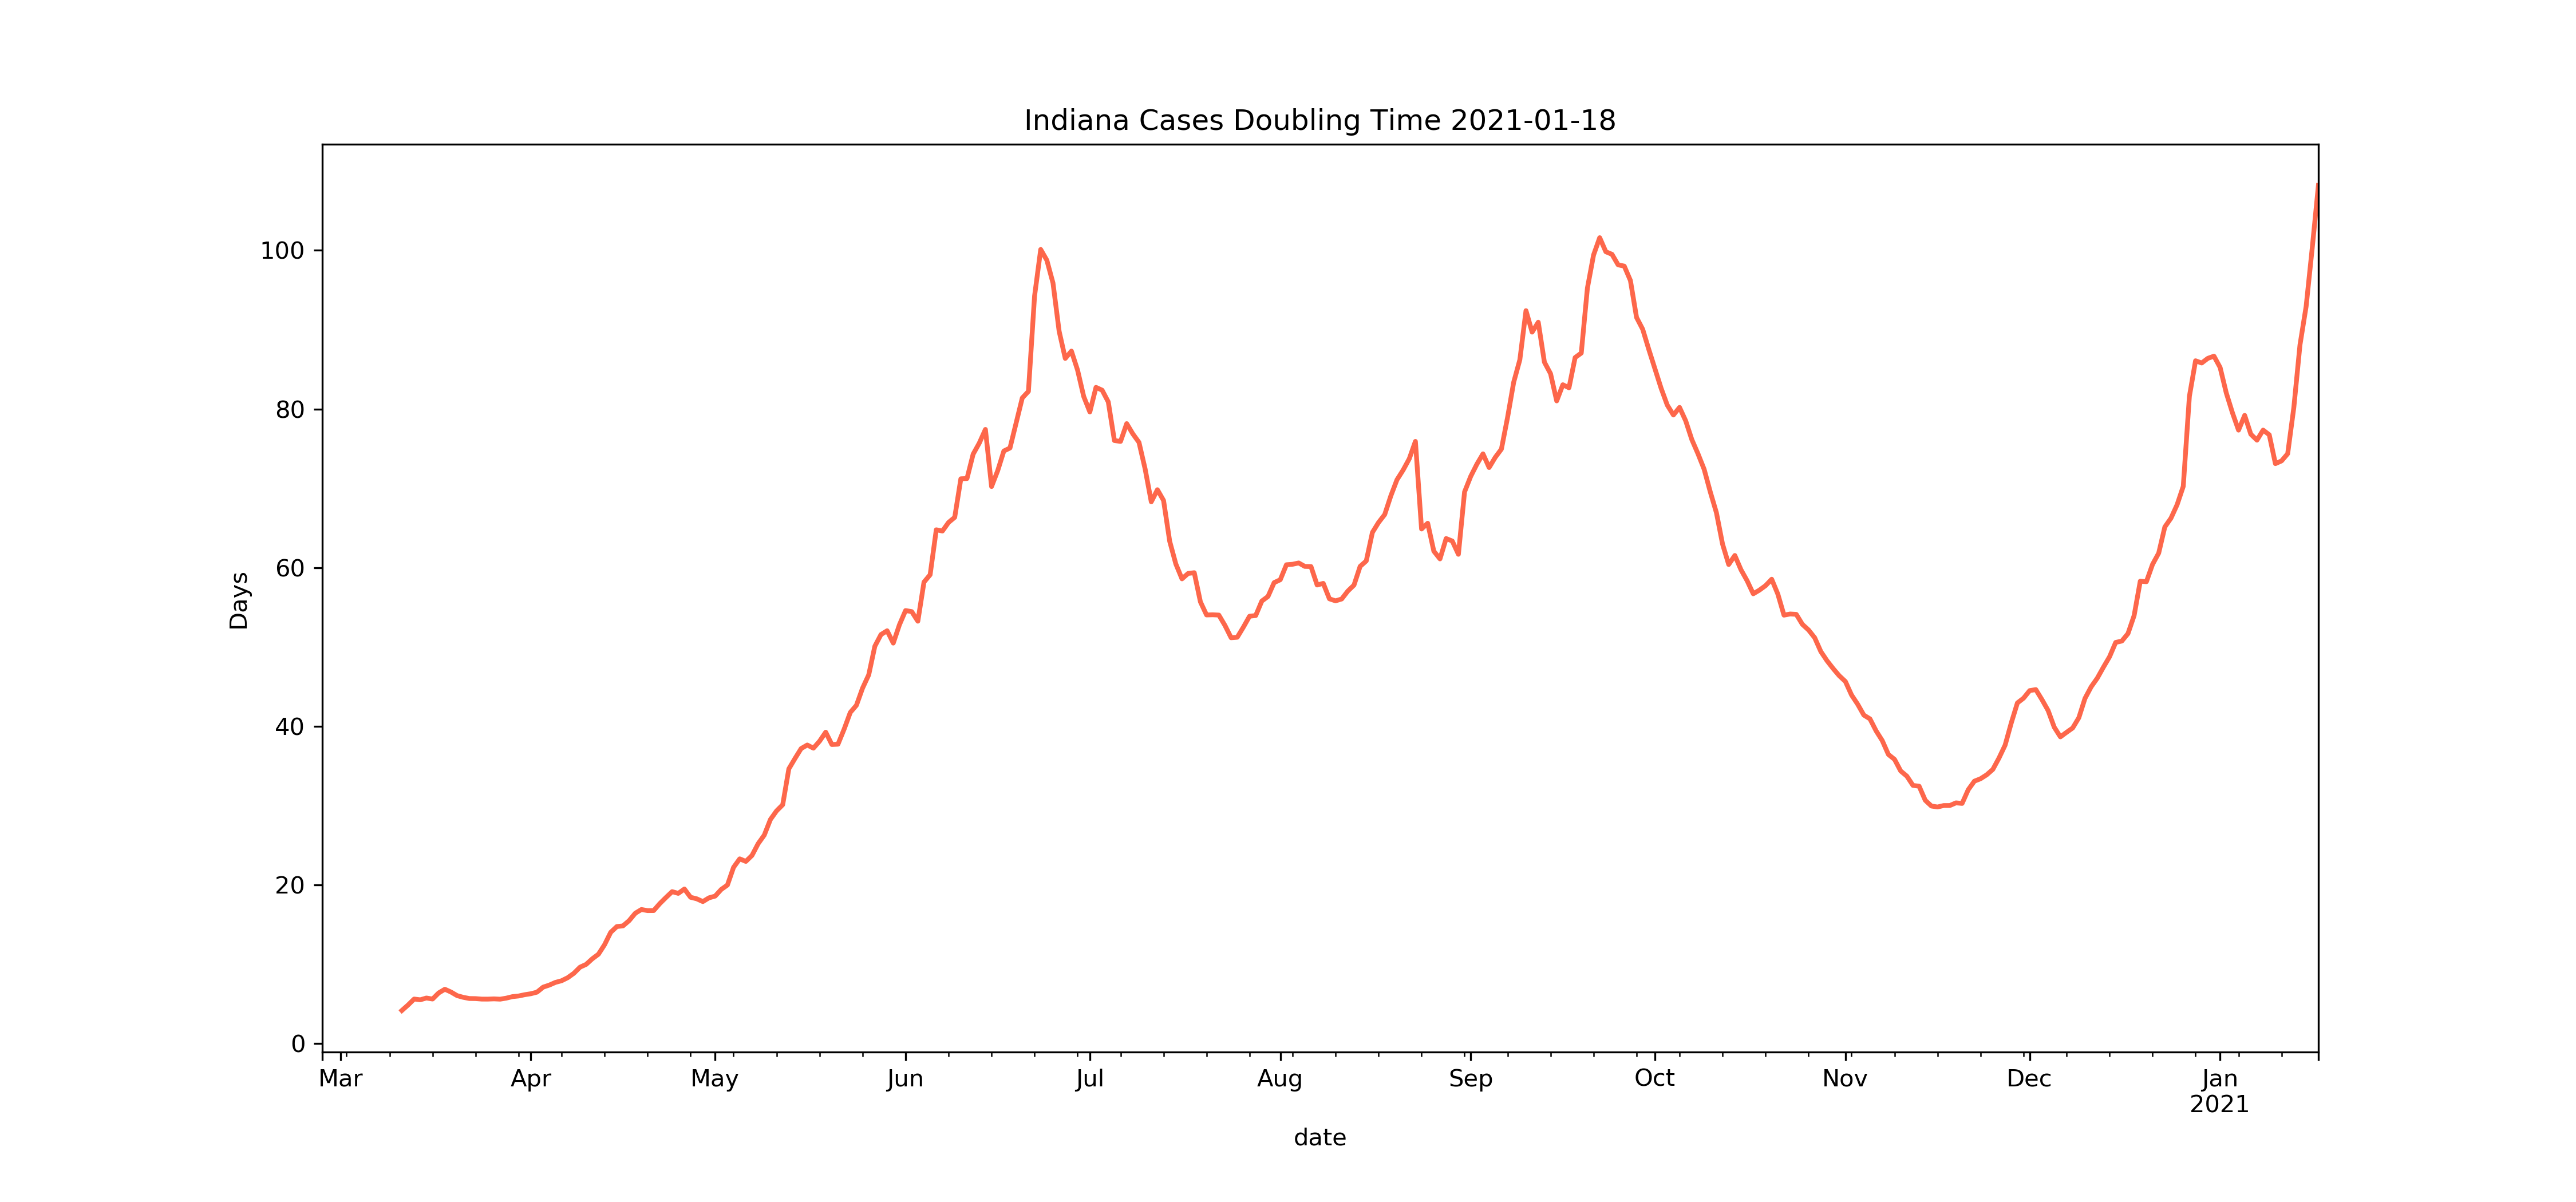 Indiana Cases Doubling Time 2021-01-18
100
80
60
40
20
0
Days
Mar Apr May Jun Jul Aug Sep Oct Nov Dec Jan
2021
date